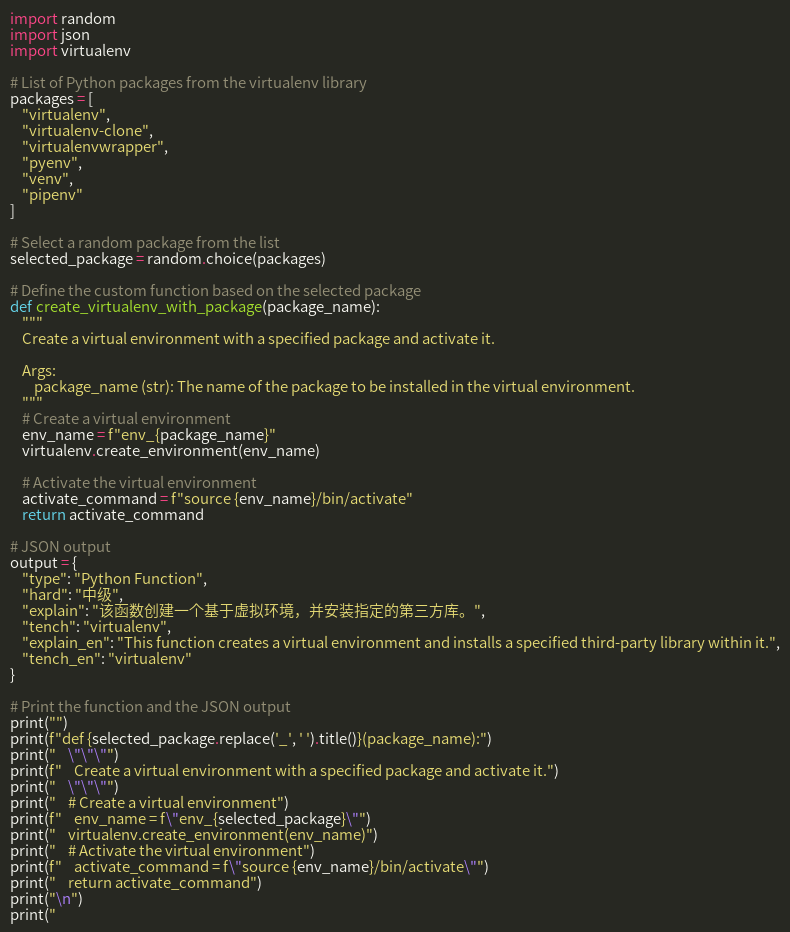 import random
import json
import virtualenv

# List of Python packages from the virtualenv library
packages = [
    "virtualenv",
    "virtualenv-clone",
    "virtualenvwrapper",
    "pyenv",
    "venv",
    "pipenv"
]

# Select a random package from the list
selected_package = random.choice(packages)

# Define the custom function based on the selected package
def create_virtualenv_with_package(package_name):
    """
    Create a virtual environment with a specified package and activate it.

    Args:
        package_name (str): The name of the package to be installed in the virtual environment.
    """
    # Create a virtual environment
    env_name = f"env_{package_name}"
    virtualenv.create_environment(env_name)

    # Activate the virtual environment
    activate_command = f"source {env_name}/bin/activate"
    return activate_command

# JSON output
output = {
    "type": "Python Function",
    "hard": "中级",
    "explain": "该函数创建一个基于虚拟环境，并安装指定的第三方库。",
    "tench": "virtualenv",
    "explain_en": "This function creates a virtual environment and installs a specified third-party library within it.",
    "tench_en": "virtualenv"
}

# Print the function and the JSON output
print("")
print(f"def {selected_package.replace('_', ' ').title()}(package_name):")
print("    \"\"\"")
print(f"    Create a virtual environment with a specified package and activate it.")
print("    \"\"\"")
print("    # Create a virtual environment")
print(f"    env_name = f\"env_{selected_package}\"")
print("    virtualenv.create_environment(env_name)")
print("    # Activate the virtual environment")
print(f"    activate_command = f\"source {env_name}/bin/activate\"")
print("    return activate_command")
print("\n")
print("